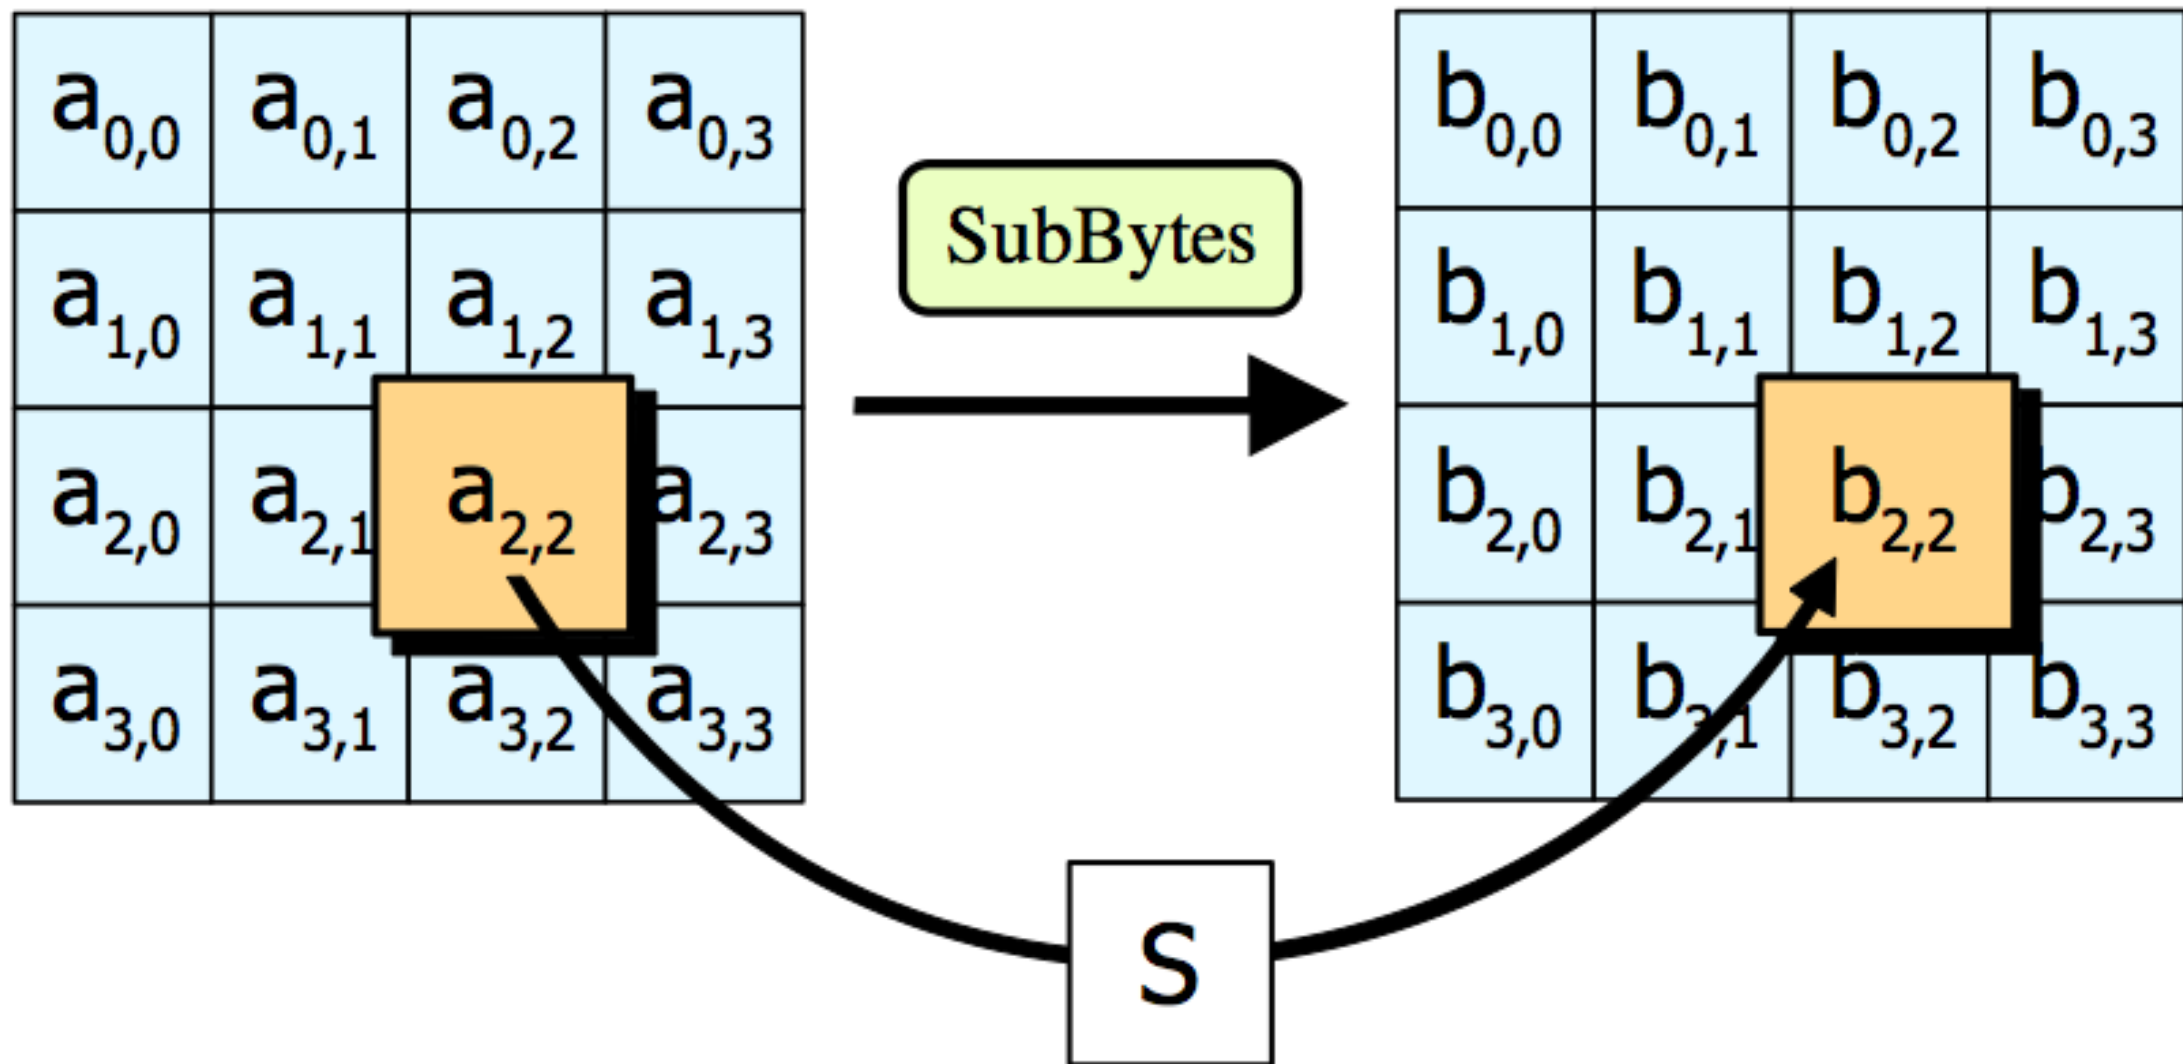 a0,0 a0,1 a0,2 a0,3
a1,0 a1,1 a1,2 a1,3
a2,0 a2,1 a2,2 a2,3
a3,0 a3,1 a3,2 a3,3
SubBytes
b0,0 b0,1 b0,2 b0,3
b1,0 b1,1 b1,2 b1,3
b2,0 b2,1 b2,2 b2,3
b3,0 b3,1 b3,2 b3,3
S